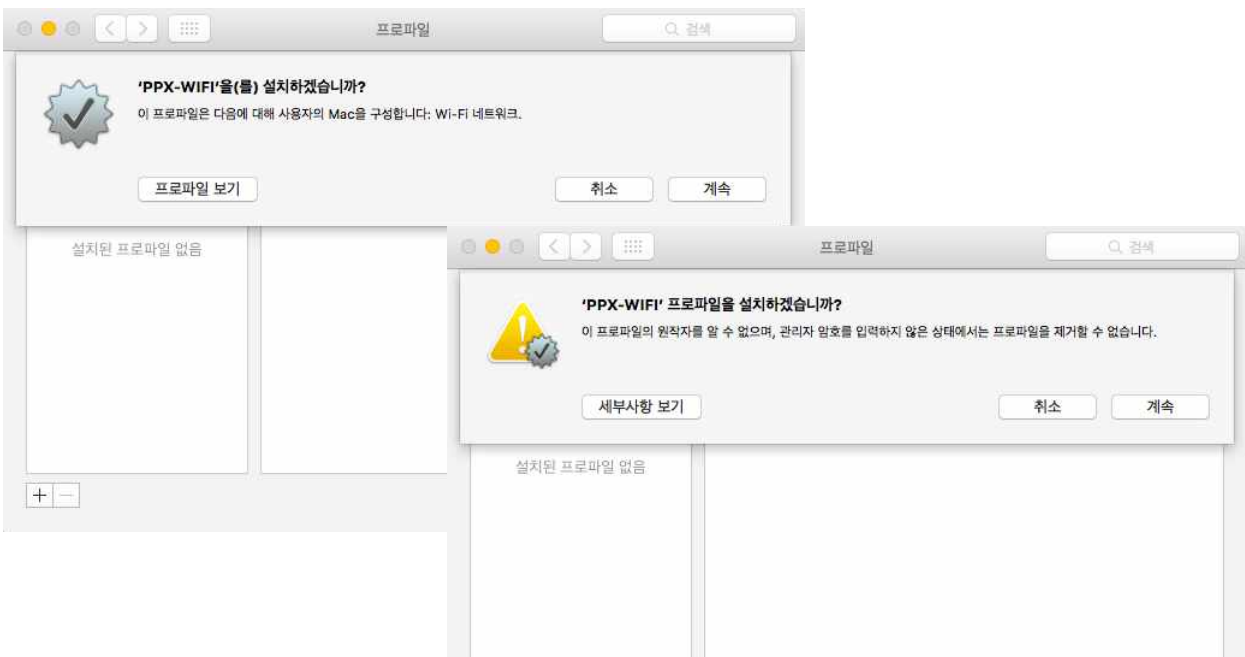 프로파일
검색
'PPX-WIFI'을(를) 설치하겠습니까?
이 프로파일은 다음에 대해 사용자의 Mac을 구성합니다: Wi-Fi 네트워크.
프로파일 보기
취소
계속
설치된 프로파일 없음
프로파일
검색
'PPX-WIFI' 프로파일을 설치하겠습니까?
이 프로파일의 원작자를 알 수 없으며, 관리자 암호를 입력하지 않은 상태에서는 프로파일을 제거할 수 없습니다.
세부사항 보기
취소
계속
설치된 프로파일 없음